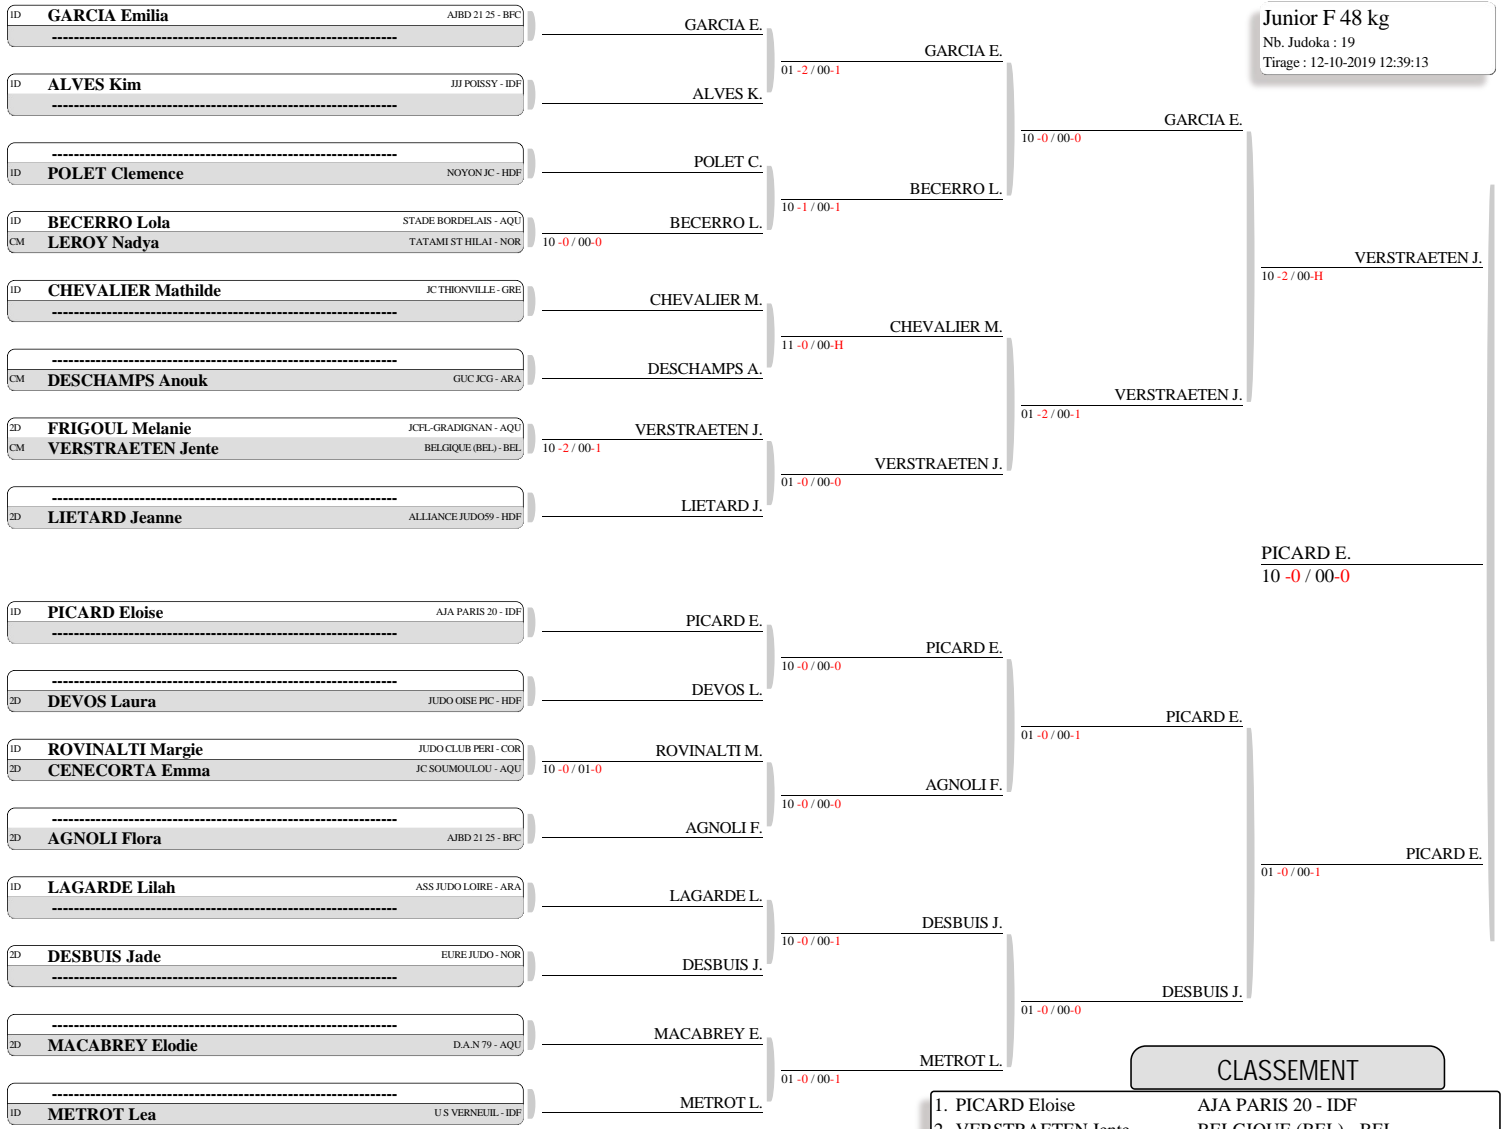 Junior F 48 kg
Nb. Judoka : 19
Tirage : 12-10-2019 12:39:13
1D GARCIA Emilia AJBD 21 25 - BFC
----------------------------------------------------------------
1D ALVES Kim JJJ POISSY - IDF
----------------------------------------------------------------
----------------------------------------------------------------
1D POLET Clemence NOYON JC - HDF
1D BECERRO Lola STADE BORDELAIS - AQU
CM LEROY Nadya TATAMI ST HILAI - NOR
1D CHEVALIER Mathilde JC THIONVILLE - GRE
----------------------------------------------------------------
----------------------------------------------------------------
CM DESCHAMPS Anouk GUC JCG - ARA
2D FRIGOUL Melanie JCFL-GRADIGNAN - AQU
CM VERSTRAETEN Jente BELGIQUE (BEL) - BEL
----------------------------------------------------------------
2D LIETARD Jeanne ALLIANCE JUDO59 - HDF
1D PICARD Eloise AJA PARIS 20 - IDF
----------------------------------------------------------------
----------------------------------------------------------------
2D DEVOS Laura JUDO OISE PIC - HDF
1D ROVINALTI Margie JUDO CLUB PERI - COR
2D CENECORTA Emma JC SOUMOULOU - AQU
----------------------------------------------------------------
2D AGNOLI Flora AJBD 21 25 - BFC
1D LAGARDE Lilah ASS JUDO LOIRE - ARA
----------------------------------------------------------------
2D DESBUIS Jade EURE JUDO - NOR
----------------------------------------------------------------
----------------------------------------------------------------
2D MACABREY Elodie D.A.N 79 - AQU
----------------------------------------------------------------
1D METROT Lea U S VERNEUIL - IDF
GARCIA E.
ALVES K.
POLET C.
BECERRO L.
10 -0 / 00-0
CHEVALIER M.
DESCHAMPS A.
VERSTRAETEN J.
10 -2 / 00-1
LIETARD J.
PICARD E.
DEVOS L.
ROVINALTI M.
10 -0 / 01-0
AGNOLI F.
LAGARDE L.
DESBUIS J.
MACABREY E.
METROT L.
GARCIA E.
01 -2 / 00-1
BECERRO L.
10 -1 / 00-1
CHEVALIER M.
11 -0 / 00-H
VERSTRAETEN J.
01 -0 / 00-0
PICARD E.
10 -0 / 00-0
AGNOLI F.
10 -0 / 00-0
DESBUIS J.
10 -0 / 00-1
METROT L.
01 -0 / 00-1
GARCIA E.
10 -0 / 00-0
VERSTRAETEN J.
01 -2 / 00-1
PICARD E.
01 -0 / 00-1
DESBUIS J.
01 -0 / 00-0
VERSTRAETEN J.
10 -2 / 00-H
PICARD E.
01 -0 / 00-1
PICARD E.
10 -0 / 00-0
CLASSEMENT
1. PICARD Eloise AJA PARIS 20 - IDF
2. VERSTRAETEN Jente BELGIQUE (BEL) - BEL